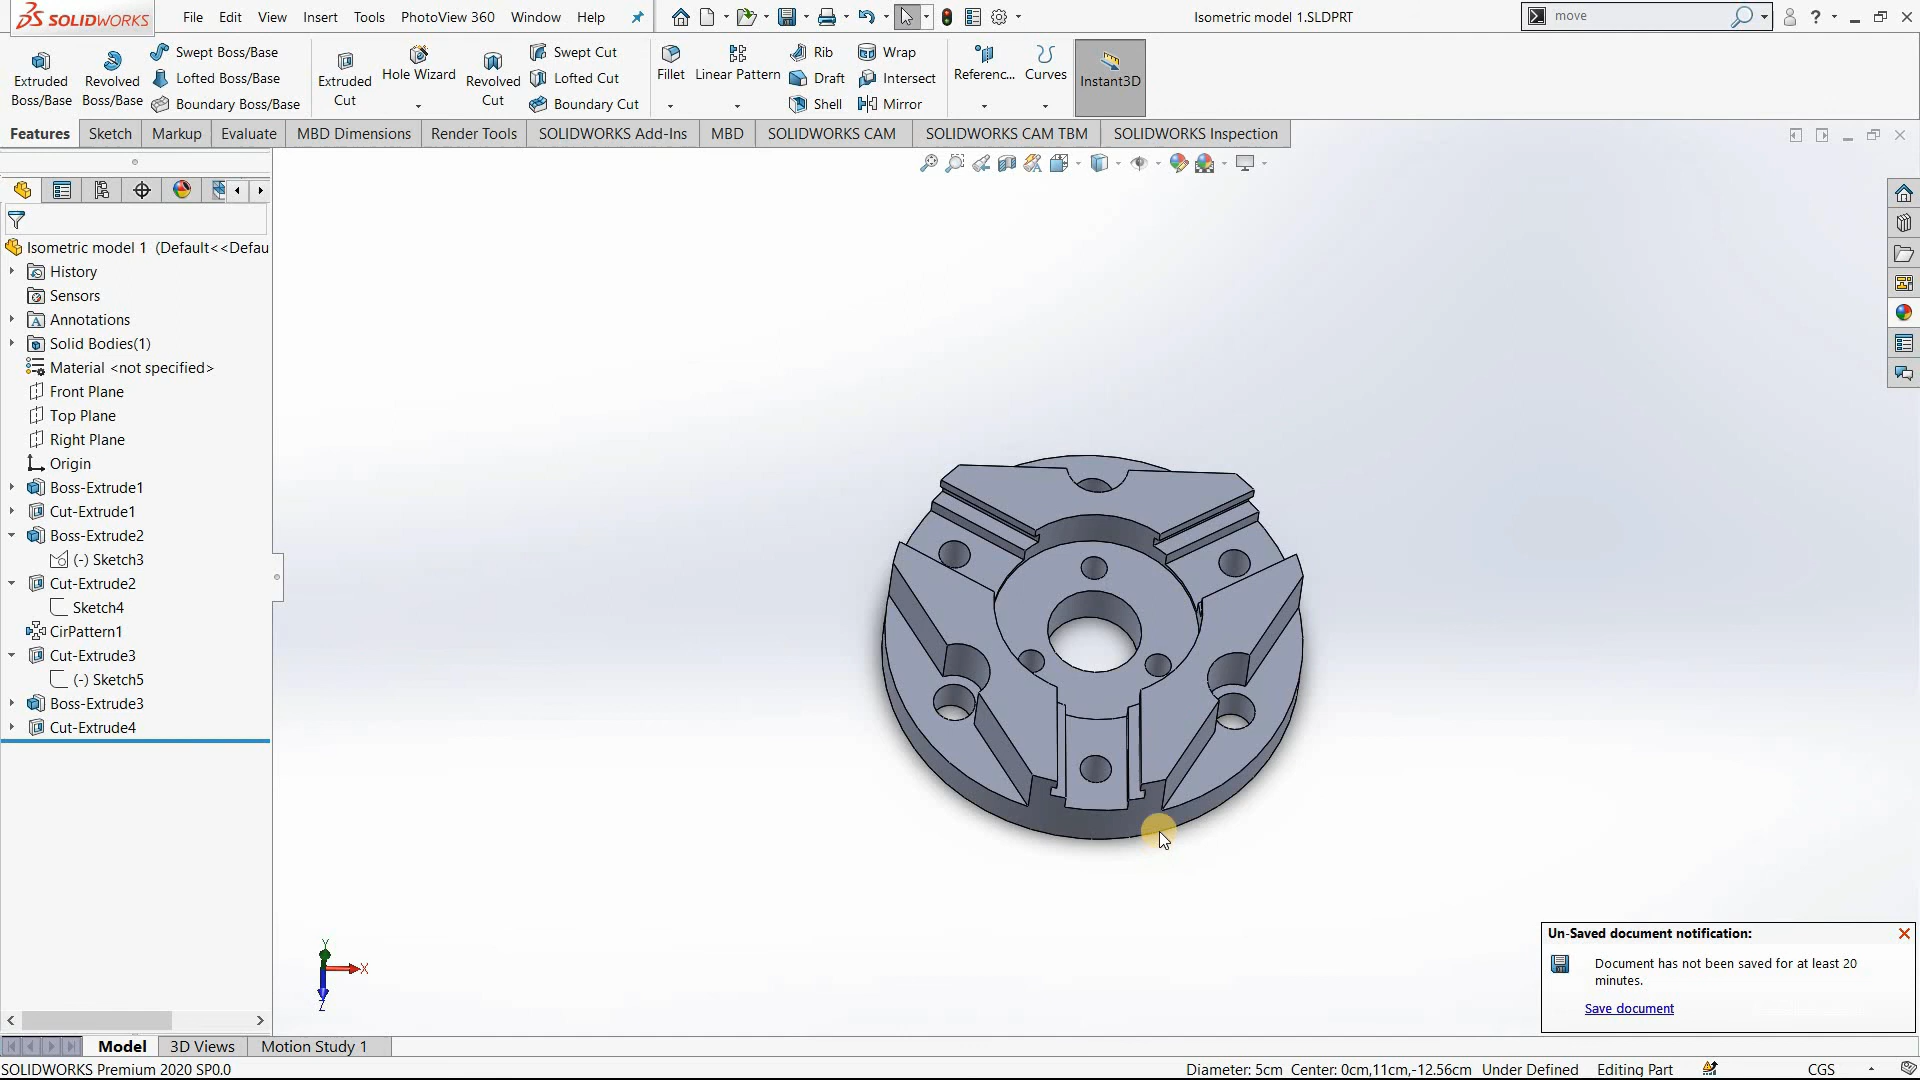 SOLIDWORKS
File Edit View Insert Tools PhotoView 360 Window Help
Isometric model 1.SLDPRT
move
Extruded Boss/Base
Revolved Boss/Base
Swept Boss/Base
Lofted Boss/Base
Boundary Boss/Base
Extruded Cut
Hole Wizard
Revolved Cut
Swept Cut
Lofted Cut
Boundary Cut
Fillet
Linear Pattern
Rib
Draft
Shell
Wrap
Intersect
Mirror
Referenc...
Curves
Instant3D
Features Sketch Markup Evaluate MBD Dimensions Render Tools SOLIDWORKS Add-Ins MBD SOLIDWORKS CAM SOLIDWORKS CAM TBM SOLIDWORKS Inspection
Isometric model 1 (Default<<Defau
History
Sensors
Annotations
Solid Bodies(1)
Material <not specified>
Front Plane
Top Plane
Right Plane
Origin
Boss-Extrude1
Cut-Extrude1
Boss-Extrude2
(-) Sketch3
Cut-Extrude2
Sketch4
CirPattern1
Cut-Extrude3
(-) Sketch5
Boss-Extrude3
Cut-Extrude4
Y
X
Z
Un-Saved document notification:
Document has not been saved for at least 20
minutes.
Save document
Model 3D Views Motion Study 1
SOLIDWORKS Premium 2020 SP0.0
Diameter: 5cm Center: 0cm,11cm,-12.56cm Under Defined Editing Part CGS